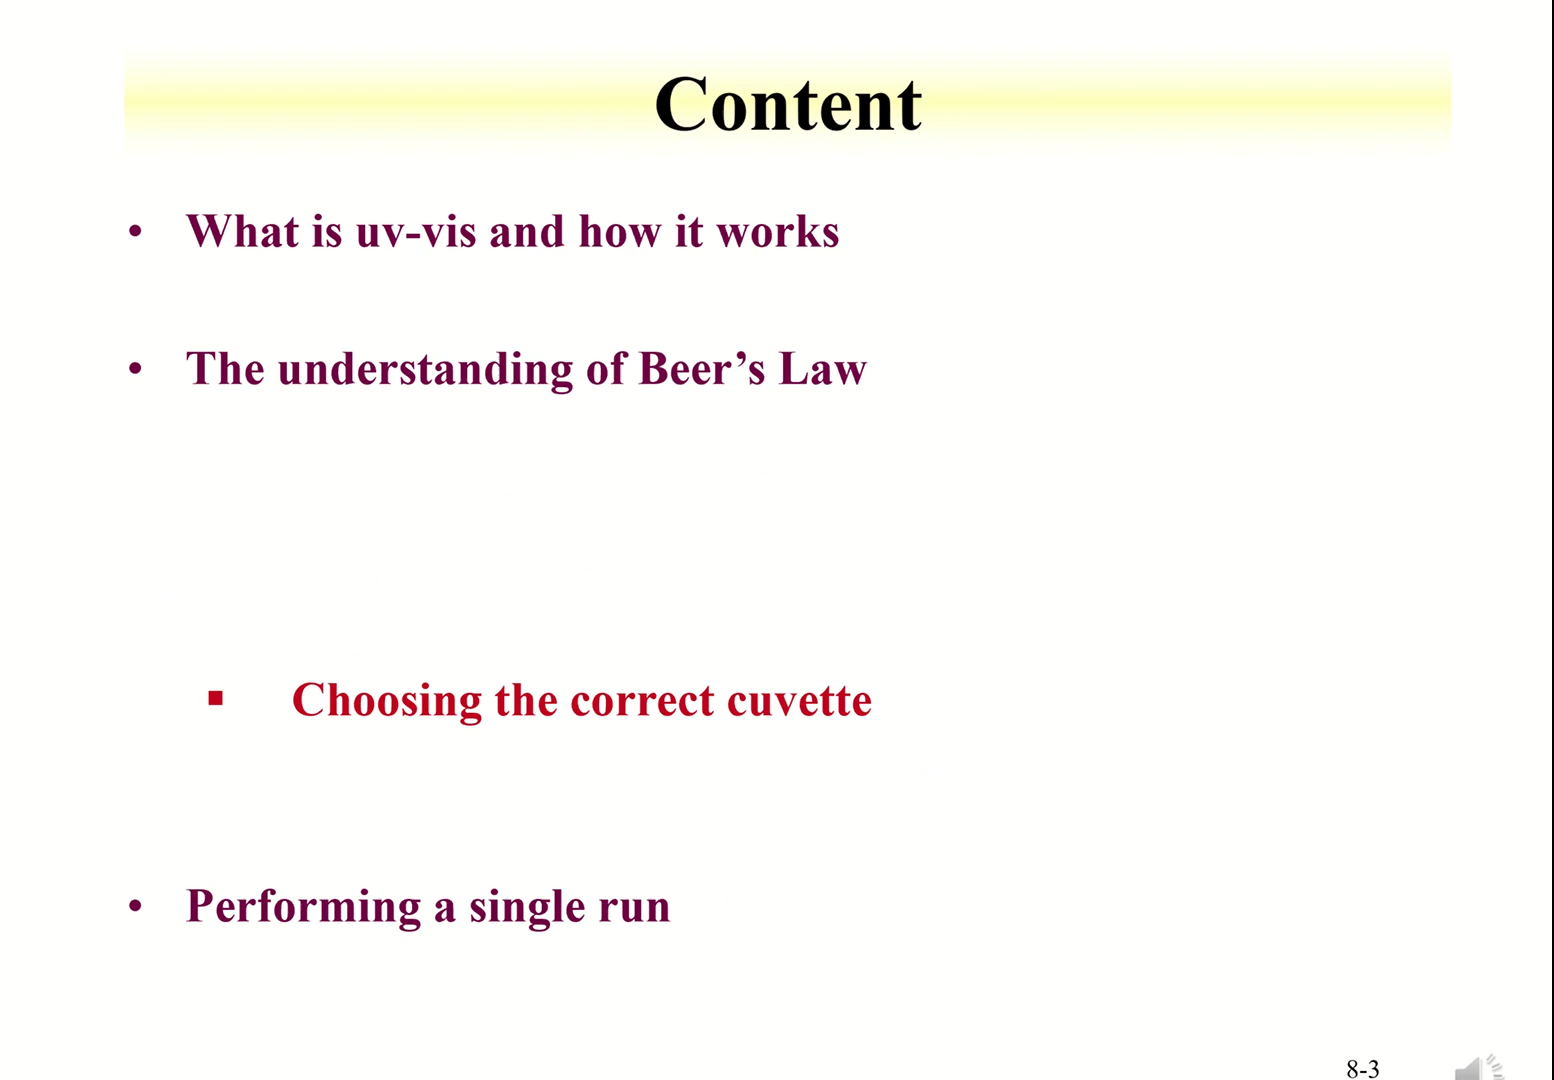 Content
• What is uv-vis and how it works
• The understanding of Beer’s Law
▪ Choosing the correct cuvette
• Performing a single run
8-3